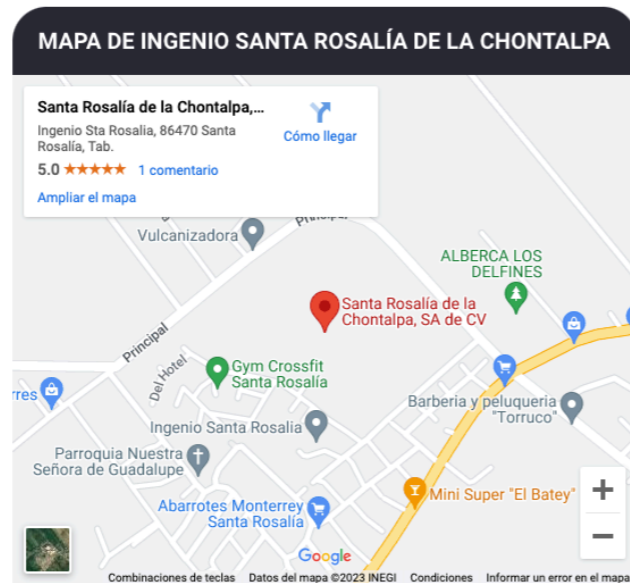 MAPA DE INGENIO SANTA ROSALÍA DE LA CHONTALPA
Santa Rosalía de la Chontalpa,...
Ingenio Sta Rosalia, 86470 Santa
Rosalía, Tab.
Cómo llegar
5.0 ★★★★★ 1 comentario
Ampliar el mapa
Principal
Vulcanizadora
ALBERCA LOS
DELFINES
Santa Rosalía de la
Chontalpa, SA de CV
Principal
Del Hotel
Gym Crossfit
Santa Rosalía
rres
Barberia y peluqueria
"Torruco"
Ingenio Santa Rosalia
Parroquia Nuestra
Señora de Guadalupe
Mini Super "El Batey"
Abarrotes Monterrey
Santa Rosalía
+
−
Google
Combinaciones de teclas Datos del mapa ©2023 INEGI Condiciones Informar un error en el mapa